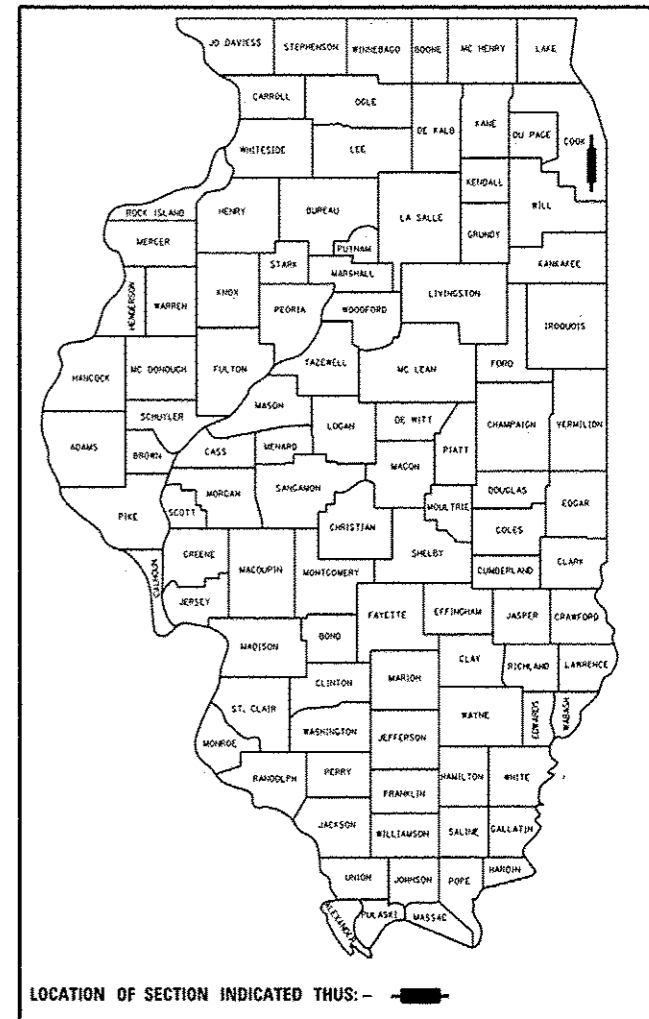 JO DAVIESS STEPHENSON WINNEBAGO BOONE MC HENRY LAKE
CARROLL OGLE DE KALB KANE DU PAGE COOK
WHITESIDE LEE KENDALL WILL
ROCK ISLAND HENRY BUREAU LA SALLE GRUNDY
MERCER PUTNAM KANKAKEE
STARK MARSHALL
HENDERSON WARREN KNOX PEORIA WOODFORD LIVINGSTON IROQUOIS
HANCOCK MC DONOUGH FULTON TAZEWELL MC LEAN FORD
SCHUYLER MASON LOGAN DE WITT CHAMPAIGN VERMILION
ADAMS BROWN CASS MENARD MACON PIATT
PIKE SCOTT MORGAN SANGAMON CHRISTIAN MOULTRIE DOUGLAS EDGAR
COLES
CALHOUN GREENE MACOUPIN MONTGOMERY SHELBY CUMBERLAND CLARK
JERSEY FAYETTE EFFINGHAM JASPER CRAWFORD
MADISON BOND CLAY RICHLAND LAWRENCE
CLINTON MARION
ST. CLAIR WAYNE EDWARDS WABASH
MONROE WASHINGTON JEFFERSON
RANDOLPH PERRY HAMILTON WHITE
FRANKLIN
JACKSON WILLIAMSON SALINE GALLATIN
UNION JOHNSON POPE HARDIN
ALEXANDER PULASKI MASSAC
LOCATION OF SECTION INDICATED THUS: –